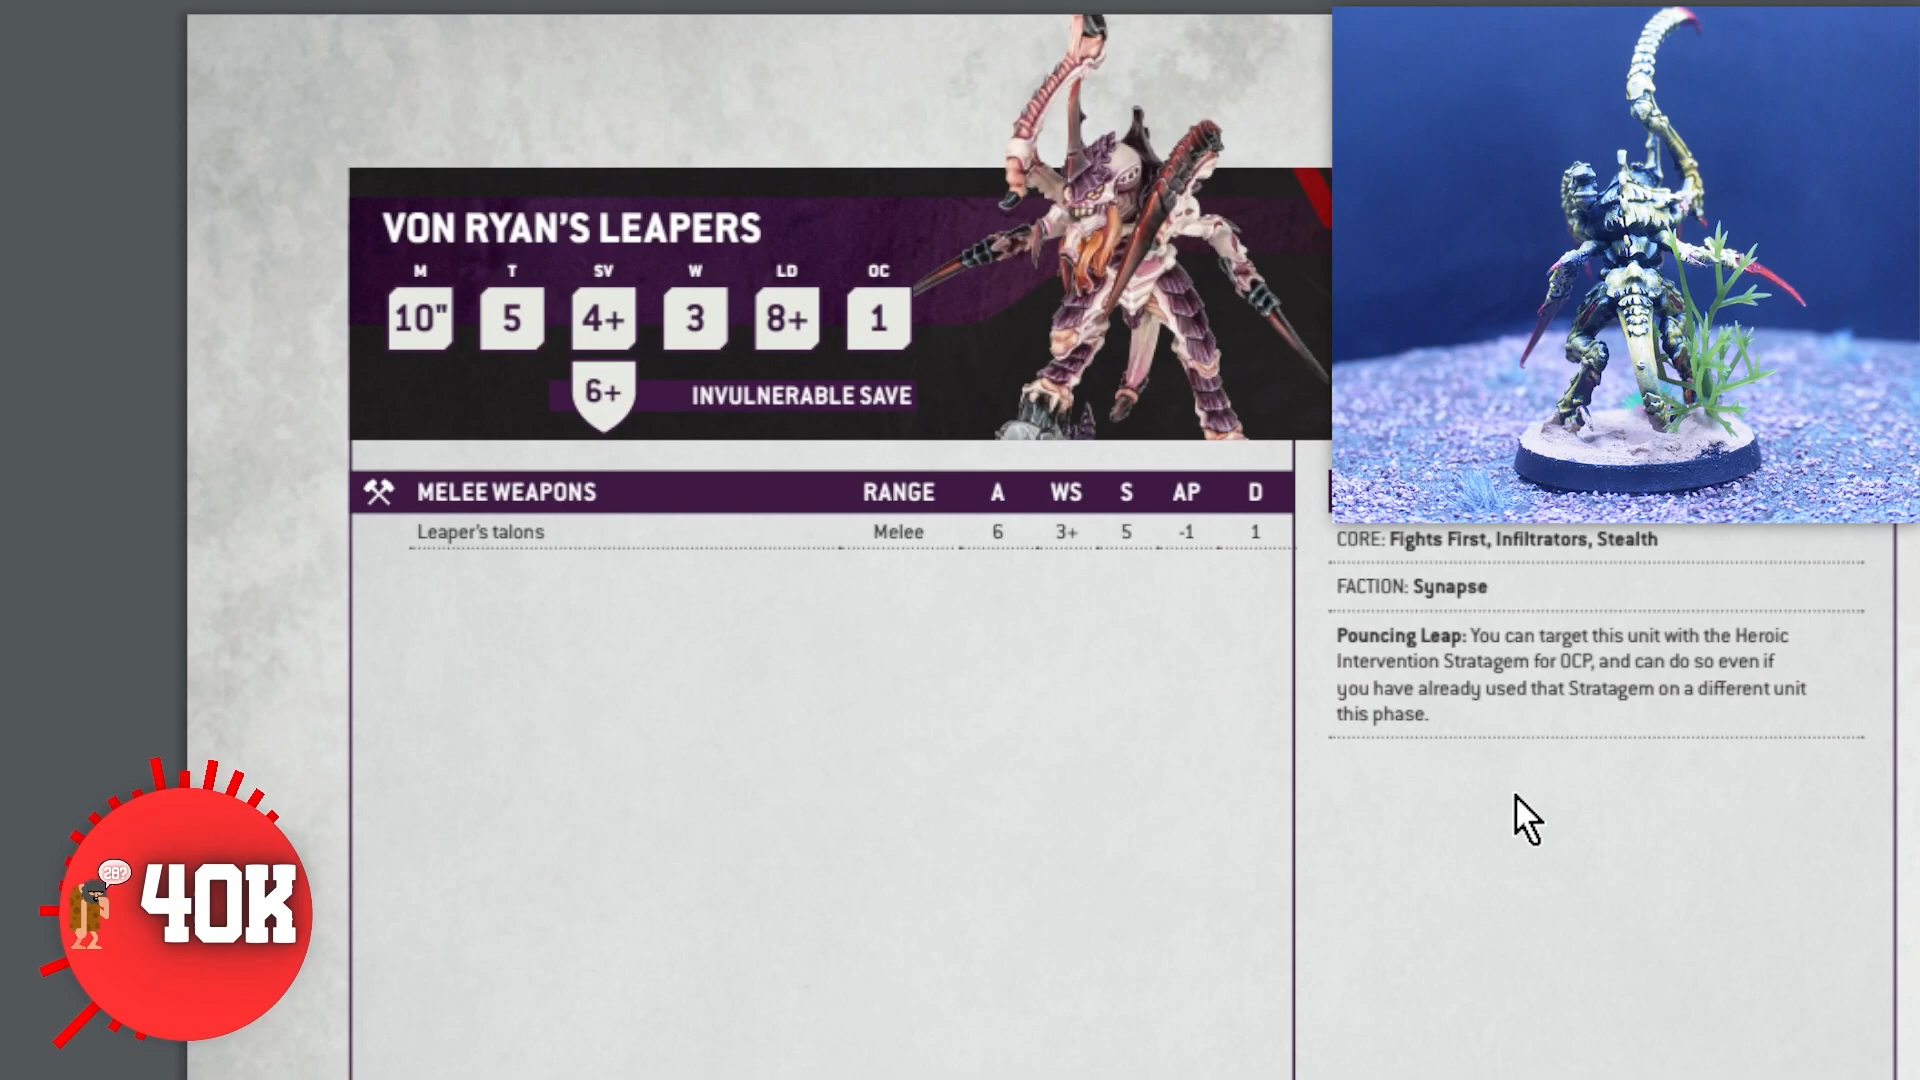 VON RYAN'S LEAPERS
M T SV W LD OC
10" 5 4+ 3 8+ 1
6+ INVULNERABLE SAVE
MELEE WEAPONS RANGE A WS S AP D
Leaper's talons Melee 6 3+ 5 -1 1
CORE: Fights First, Infiltrators, Stealth
FACTION: Synapse
Pouncing Leap: You can target this unit with the Heroic
Intervention Stratagem for 0CP, and can do so even if
you have already used that Stratagem on a different unit
this phase.
28?
40K